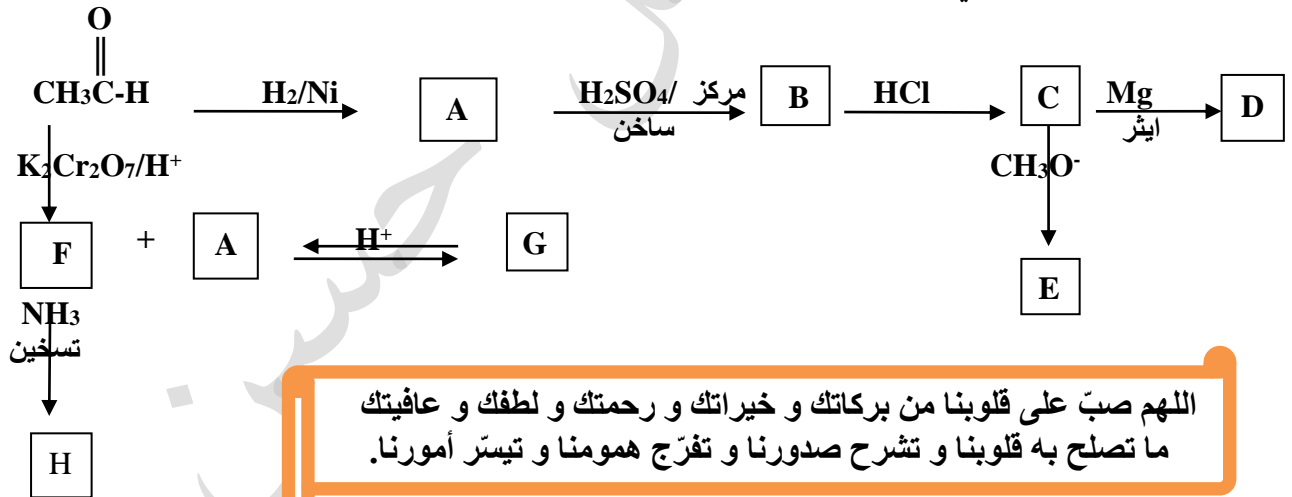 O
CH₃C-H
H₂/Ni
A
H₂SO₄/ مركز
ساخن
B
HCl
C
Mg
ايثر
D
K₂Cr₂O₇/H⁺
CH₃O⁻
F
+
A
H⁺
G
E
NH₃
تسخين
H
اللهم صبّ على قلوبنا من بركاتك و خيراتك و رحمتك و لطفك و عافيتك
ما تصلح به قلوبنا و تشرح صدورنا و تفرّج همومنا و تيسّر أمورنا.